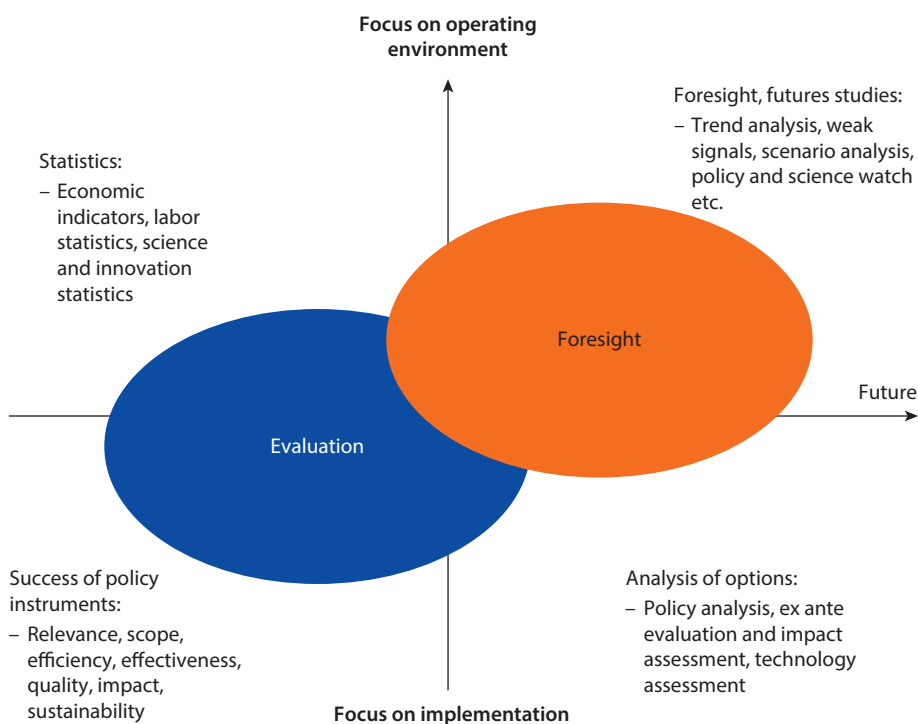 Focus on operating
environment
Foresight, futures studies:
– Trend analysis, weak
signals, scenario analysis,
policy and science watch
etc.
Statistics:
– Economic
indicators, labor
statistics, science
and innovation
statistics
Foresight
Future
Evaluation
Success of policy
instruments:
– Relevance, scope,
efficiency, effectiveness,
quality, impact,
sustainability
Analysis of options:
– Policy analysis, ex ante
evaluation and impact
assessment, technology
assessment
Focus on implementation